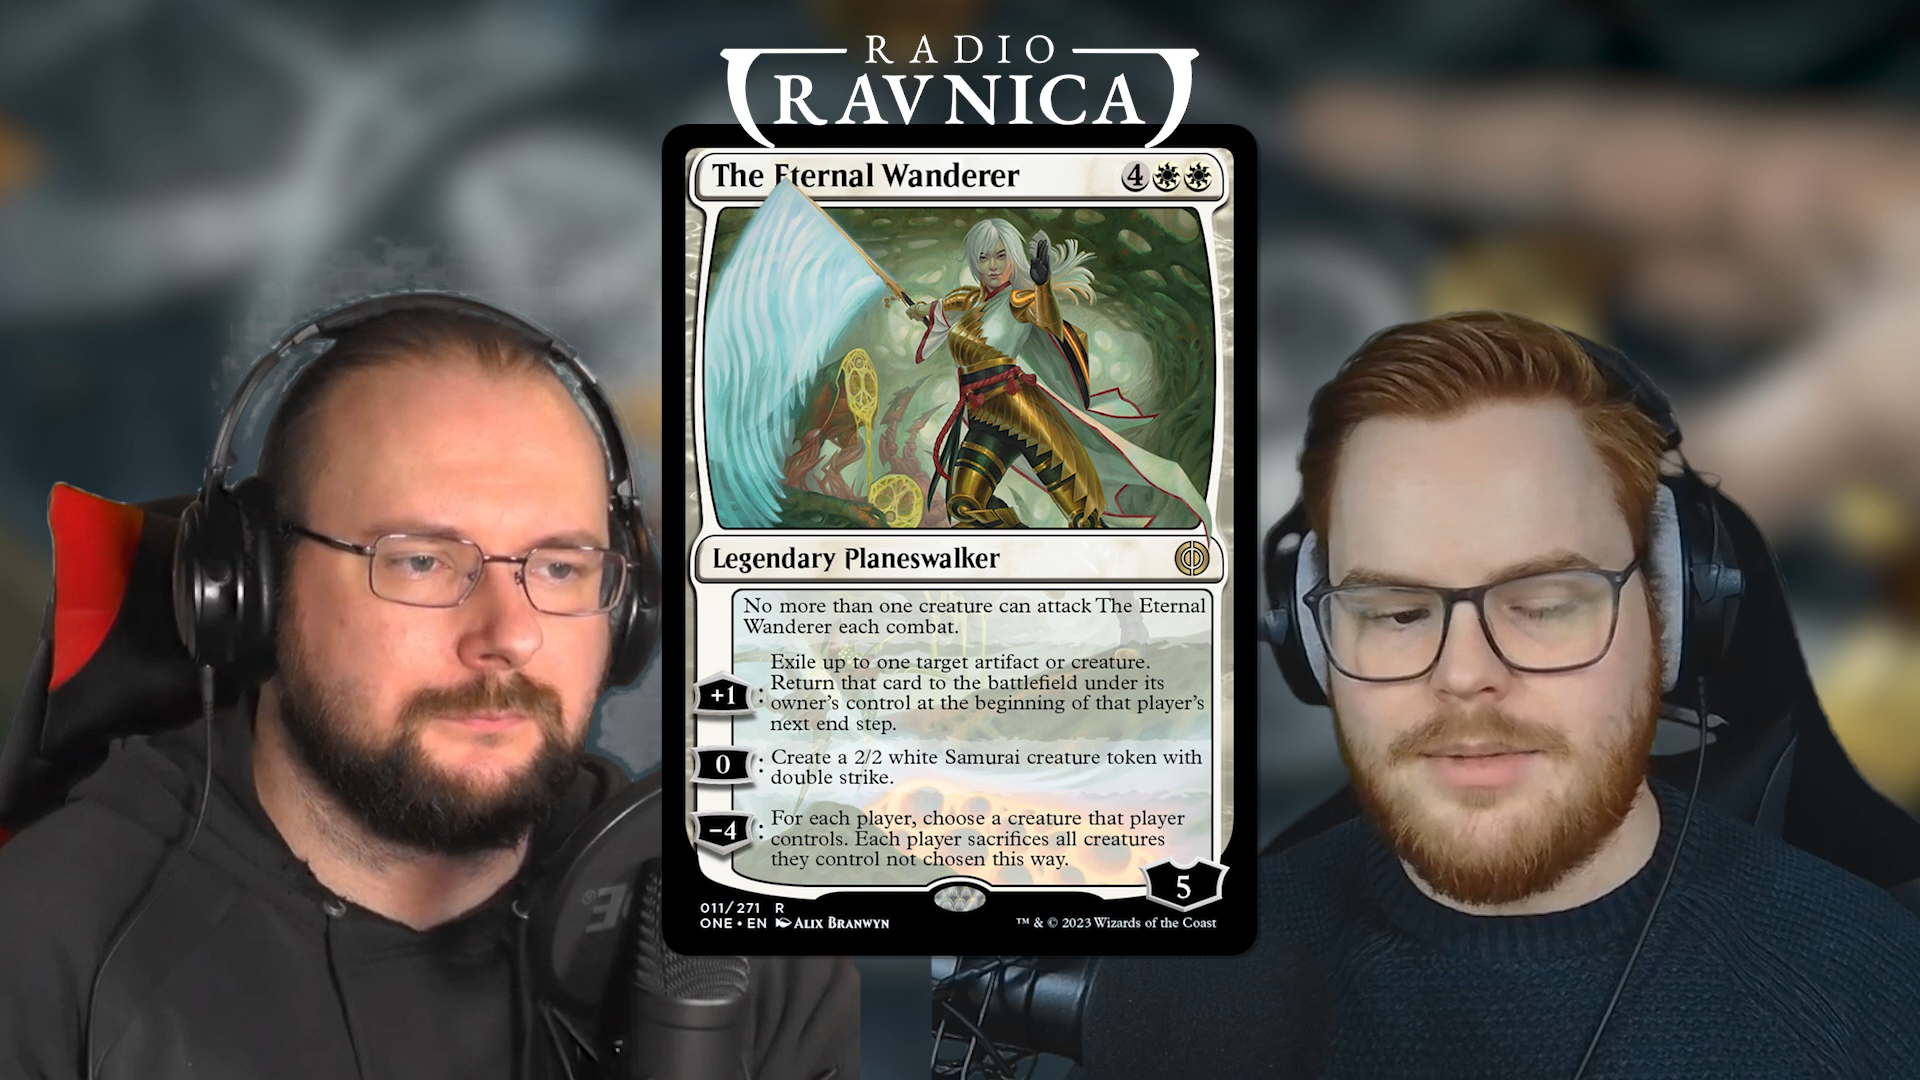 RADIO
RAVNICA
The Eternal Wanderer 4
Legendary Planeswalker
No more than one creature can attack The Eternal
Wanderer each combat.
+1: Exile up to one target artifact or creature.
Return that card to the battlefield under its
owner's control at the beginning of that player's
next end step.
0: Create a 2/2 white Samurai creature token with
double strike.
−4: For each player, choose a creature that player
controls. Each player sacrifices all creatures
they control not chosen this way.
5
011/271 R
ONE • EN ALIX BRANWYN
™ & © 2023 Wizards of the Coast